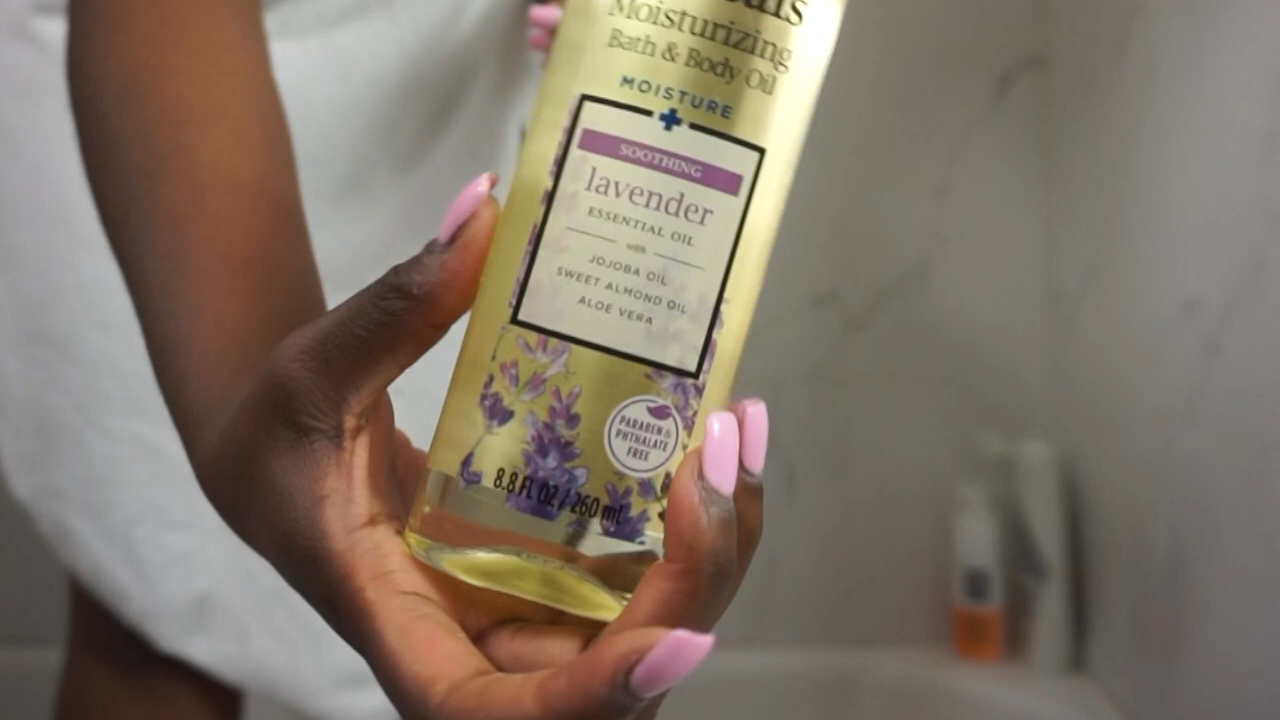 Moisturizing
Bath & Body Oil
MOISTURE
SOOTHING
lavender
ESSENTIAL OIL
with
JOJOBA OIL
SWEET ALMOND OIL
ALOE VERA
PARABEN &
PHTHALATE
FREE
8.8 FL OZ / 260 mL